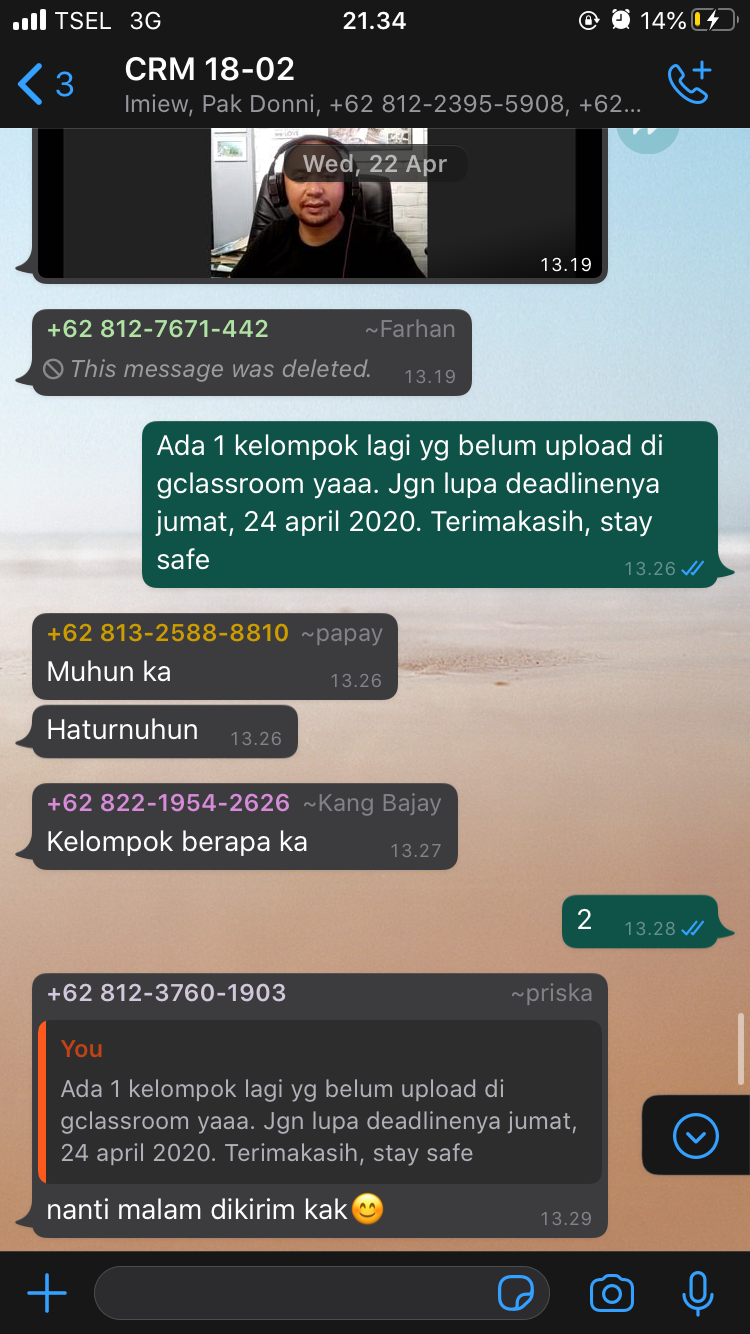 TSEL 3G 21.34 14%
3 CRM 18-02
Imiew, Pak Donni, +62 812-2395-5908, +62...
Wed, 22 Apr
13.19
+62 812-7671-442 ~Farhan
This message was deleted. 13.19
Ada 1 kelompok lagi yg belum upload di
gclassroom yaaa. Jgn lupa deadlinenya
jumat, 24 april 2020. Terimakasih, stay
safe 13.26
+62 813-2588-8810 ~papay
Muhun ka 13.26
Haturnuhun 13.26
+62 822-1954-2626 ~Kang Bajay
Kelompok berapa ka 13.27
2 13.28
+62 812-3760-1903 ~priska
You
Ada 1 kelompok lagi yg belum upload di
gclassroom yaaa. Jgn lupa deadlinenya jumat,
24 april 2020. Terimakasih, stay safe
nanti malam dikirim kak😊 13.29